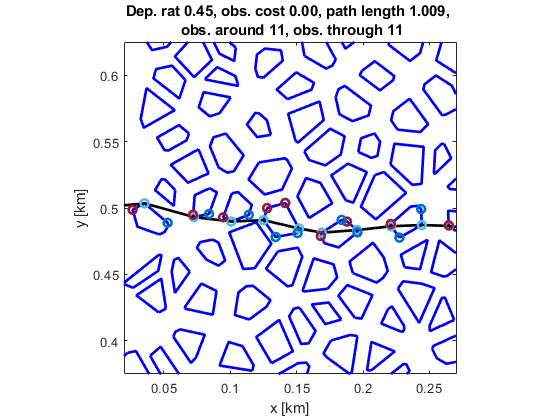 Dep. rat 0.45, obs. cost 0.00, path length 1.009,
obs. around 11, obs. through 11
0.6
0.55
0.5
0.45
0.4
y [km]
0.05
0.1
0.15
0.2
0.25
x [km]